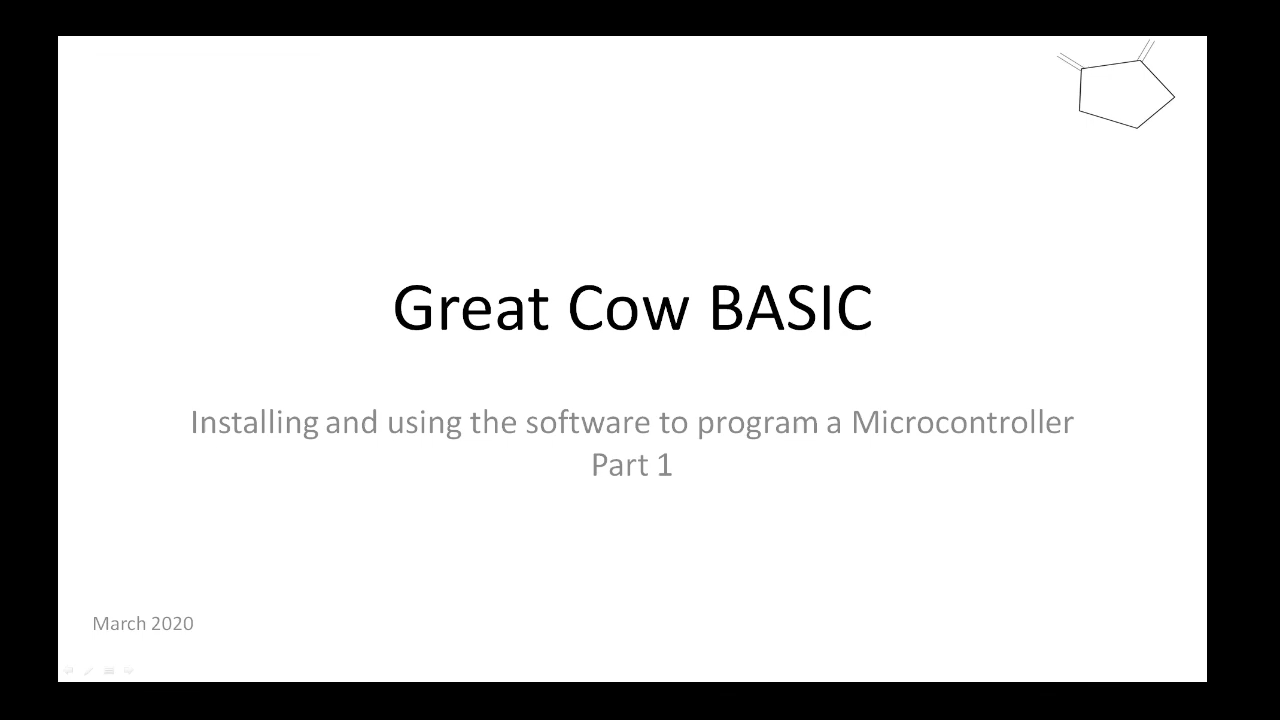 Great Cow BASIC
Installing and using the software to program a Microcontroller
Part 1
March 2020